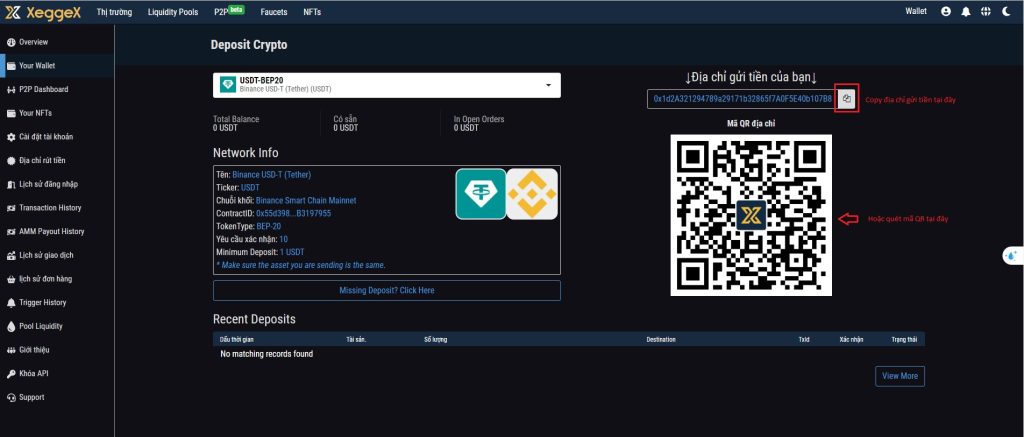 XeggeX
Thị trường
Liquidity Pools
P2P beta
Faucets
NFTs
Wallet
Overview
Your Wallet
P2P Dashboard
Your NFTs
Cài đặt tài khoản
Địa chỉ rút tiền
Lịch sử đăng nhập
Transaction History
AMM Payout History
Lịch sử giao dịch
lịch sử đơn hàng
Trigger History
Pool Liquidity
Giới thiệu
Khóa API
Support
Deposit Crypto
USDT-BEP20
Binance USD-T (Tether) (USDT)
Total Balance
0 USDT
Có sẵn
0 USDT
In Open Orders
0 USDT
Network Info
Tên: Binance USD-T (Tether)
Ticker: USDT
Chuỗi khối: Binance Smart Chain Mainnet
ContractID: 0x55d398...B3197955
TokenType: BEP-20
Yêu cầu xác nhận: 10
Minimum Deposit: 1 USDT
* Make sure the asset you are sending is the same.
Missing Deposit? Click Here
↓Địa chỉ gửi tiền của bạn↓
0x1d2A321294789a29171b32865f7A0F5E40b107B8
Copy địa chỉ gửi tiền tại đây
Mã QR địa chỉ
Hoặc quét mã QR tại đây
Recent Deposits
Dấu thời gian
Tài sản.
Số lượng
Destination
TxId
Xác nhận
Trạng thái
No matching records found
View More